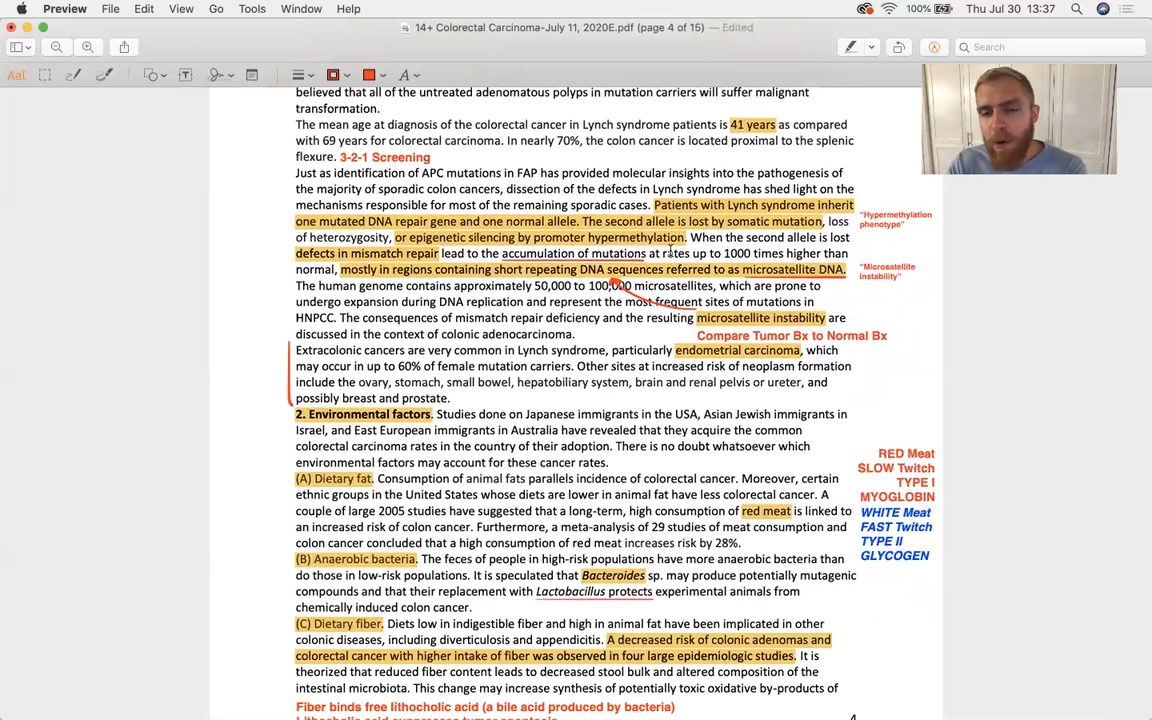 Preview File Edit View Go Tools Window Help 100% Thu Jul 30 13:37
14+ Colorectal Carcinoma-July 11, 2020E.pdf (page 4 of 15) — Edited
Search
believed that all of the untreated adenomatous polyps in mutation carriers will suffer malignant
transformation.
The mean age at diagnosis of the colorectal cancer in Lynch syndrome patients is 41 years as compared
with 69 years for colorectal carcinoma. In nearly 70%, the colon cancer is located proximal to the splenic
flexure. 3-2-1 Screening
Just as identification of APC mutations in FAP has provided molecular insights into the pathogenesis of
the majority of sporadic colon cancers, dissection of the defects in Lynch syndrome has shed light on the
mechanisms responsible for most of the remaining sporadic cases. Patients with Lynch syndrome inherit
one mutated DNA repair gene and one normal allele. The second allele is lost by somatic mutation, loss
of heterozygosity, or epigenetic silencing by promoter hypermethylation. When the second allele is lost
defects in mismatch repair lead to the accumulation of mutations at rates up to 1000 times higher than
normal, mostly in regions containing short repeating DNA sequences referred to as microsatellite DNA.
The human genome contains approximately 50,000 to 100,000 microsatellites, which are prone to
undergo expansion during DNA replication and represent the most frequent sites of mutations in
HNPCC. The consequences of mismatch repair deficiency and the resulting microsatellite instability are
discussed in the context of colonic adenocarcinoma.
Compare Tumor Bx to Normal Bx
Extracolonic cancers are very common in Lynch syndrome, particularly endometrial carcinoma, which
may occur in up to 60% of female mutation carriers. Other sites at increased risk of neoplasm formation
include the ovary, stomach, small bowel, hepatobiliary system, brain and renal pelvis or ureter, and
possibly breast and prostate.
2. Environmental factors. Studies done on Japanese immigrants in the USA, Asian Jewish immigrants in
Israel, and East European immigrants in Australia have revealed that they acquire the common
colorectal carcinoma rates in the country of their adoption. There is no doubt whatsoever which
environmental factors may account for these cancer rates.
(A) Dietary fat. Consumption of animal fats parallels incidence of colorectal cancer. Moreover, certain
ethnic groups in the United States whose diets are lower in animal fat have less colorectal cancer. A
couple of large 2005 studies have suggested that a long-term, high consumption of red meat is linked to
an increased risk of colon cancer. Furthermore, a meta-analysis of 29 studies of meat consumption and
colon cancer concluded that a high consumption of red meat increases risk by 28%.
(B) Anaerobic bacteria. The feces of people in high-risk populations have more anaerobic bacteria than
do those in low-risk populations. It is speculated that Bacteroides sp. may produce potentially mutagenic
compounds and that their replacement with Lactobacillus protects experimental animals from
chemically induced colon cancer.
(C) Dietary fiber. Diets low in indigestible fiber and high in animal fat have been implicated in other
colonic diseases, including diverticulosis and appendicitis. A decreased risk of colonic adenomas and
colorectal cancer with higher intake of fiber was observed in four large epidemiologic studies. It is
theorized that reduced fiber content leads to decreased stool bulk and altered composition of the
intestinal microbiota. This change may increase synthesis of potentially toxic oxidative by-products of
Fiber binds free lithocholic acid (a bile acid produced by bacteria)
Lithocholic acid suppresses tumor apoptosis
4
"Hypermethylation
phenotype"
"Microsatellite
instability"
RED Meat
SLOW Twitch
TYPE I
MYOGLOBIN
WHITE Meat
FAST Twitch
TYPE II
GLYCOGEN